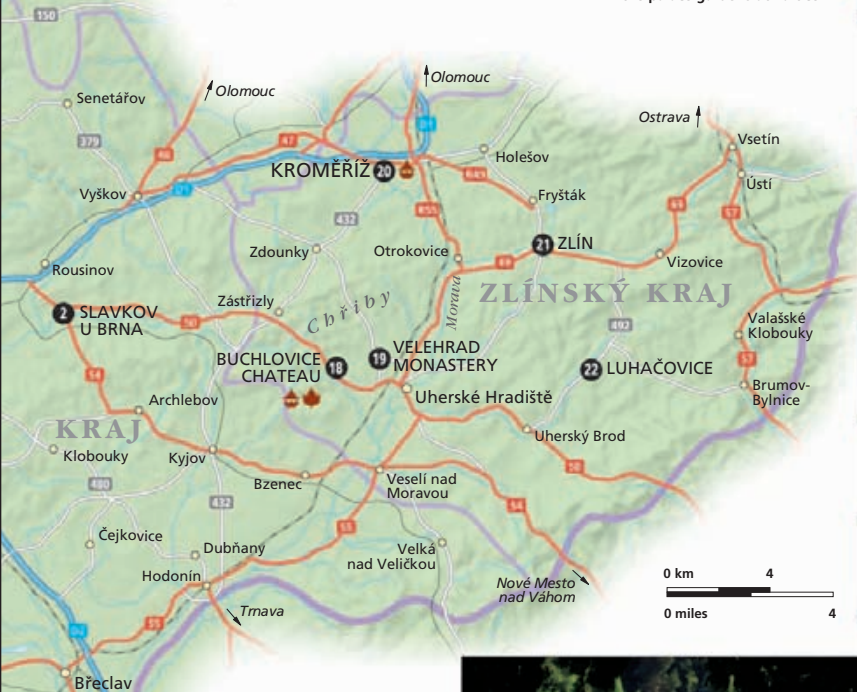 150
Senetářov
Olomouc
Olomouc
Ostrava
379
47
D1
Vsetín
46
Holešov
KROMĚŘÍŽ
20
Ústí
Vyškov
D1
Fryšták
69
57
432
R55
Zdounky
Otrokovice
21
ZLÍN
49
Vizovice
Rousinov
Zástřizly
Chřiby
Morava
ZLÍNSKÝ KRAJ
2
SLAVKOV
U BRNA
50
492
Valašské
Klobouky
BUCHLOVICE
CHATEAU
18
19
VELEHRAD
MONASTERY
22
LUHAČOVICE
57
54
Uherské Hradiště
Brumov-
Bylnice
Archlebov
KRAJ
Klobouky
Kyjov
Uherský Brod
50
Bzenec
Veselí nad
Moravou
480
432
54
Čejkovice
55
Dubňany
Velká
nad Veličkou
Hodonín
Nové Mesto
nad Váhom
0 km
4
0 miles
4
Trnava
55
D2
Břeclav